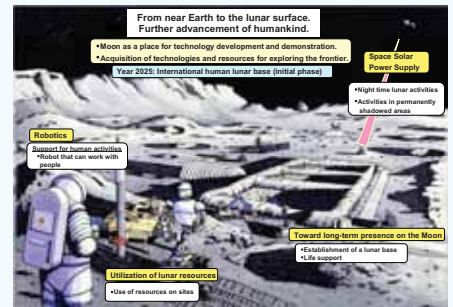 From near Earth to the lunar surface.
Further advancement of humankind.
•Moon as a place for technology development and demonstration.
•Acquisition of technologies and resources for exploring the frontier.
Year 2025: International human lunar base (initial phase)
Space Solar
Power Supply
•Night time lunar activities
•Activities in permanently
shadowed areas
Robotics
Support for human activities
•Robot that can work with
people
Toward long-term presence on the Moon
•Establishment of a lunar base
•Life support
Utilization of lunar resources
•Use of resources on sites